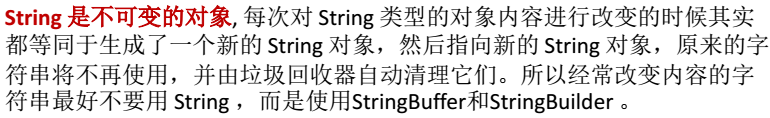 String 是不可变的对象, 每次对 String 类型的对象内容进行改变的时候其实
都等同于生成了一个新的 String 对象，然后指向新的 String 对象，原来的字
符串将不再使用，并由垃圾回收器自动清理它们。所以经常改变内容的字
符串最好不要用 String ，而是使用StringBuffer和StringBuilder 。